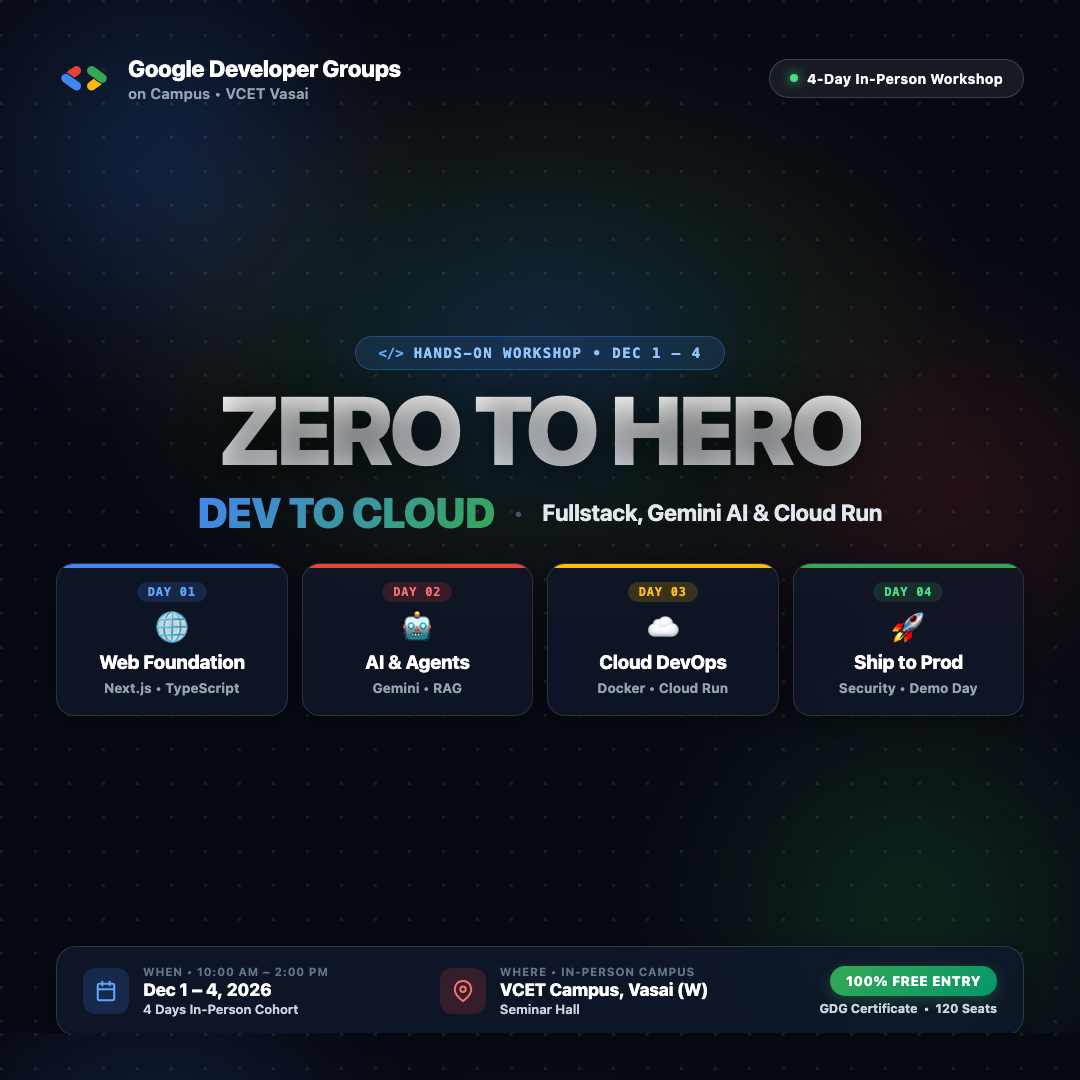 Google Developer Groups
on Campus • VCET Vasai
4-Day In-Person Workshop
</> HANDS-ON WORKSHOP • DEC 1 – 4
ZERO TO HERO
DEV TO CLOUD • Fullstack, Gemini AI & Cloud Run
DAY 01
Web Foundation
Next.js • TypeScript
DAY 02
AI & Agents
Gemini • RAG
DAY 03
Cloud DevOps
Docker • Cloud Run
DAY 04
Ship to Prod
Security • Demo Day
WHEN • 10:00 AM – 2:00 PM
Dec 1 – 4, 2026
4 Days In-Person Cohort
WHERE • IN-PERSON CAMPUS
VCET Campus, Vasai (W)
Seminar Hall
100% FREE ENTRY
GDG Certificate • 120 Seats